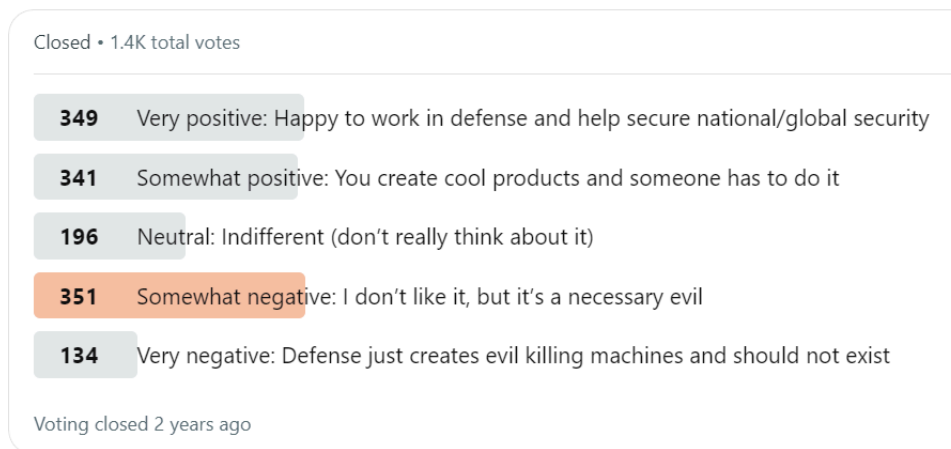 Closed • 1.4K total votes
349 Very positive: Happy to work in defense and help secure national/global security
341 Somewhat positive: You create cool products and someone has to do it
196 Neutral: Indifferent (don’t really think about it)
351 Somewhat negative: I don’t like it, but it’s a necessary evil
134 Very negative: Defense just creates evil killing machines and should not exist
Voting closed 2 years ago